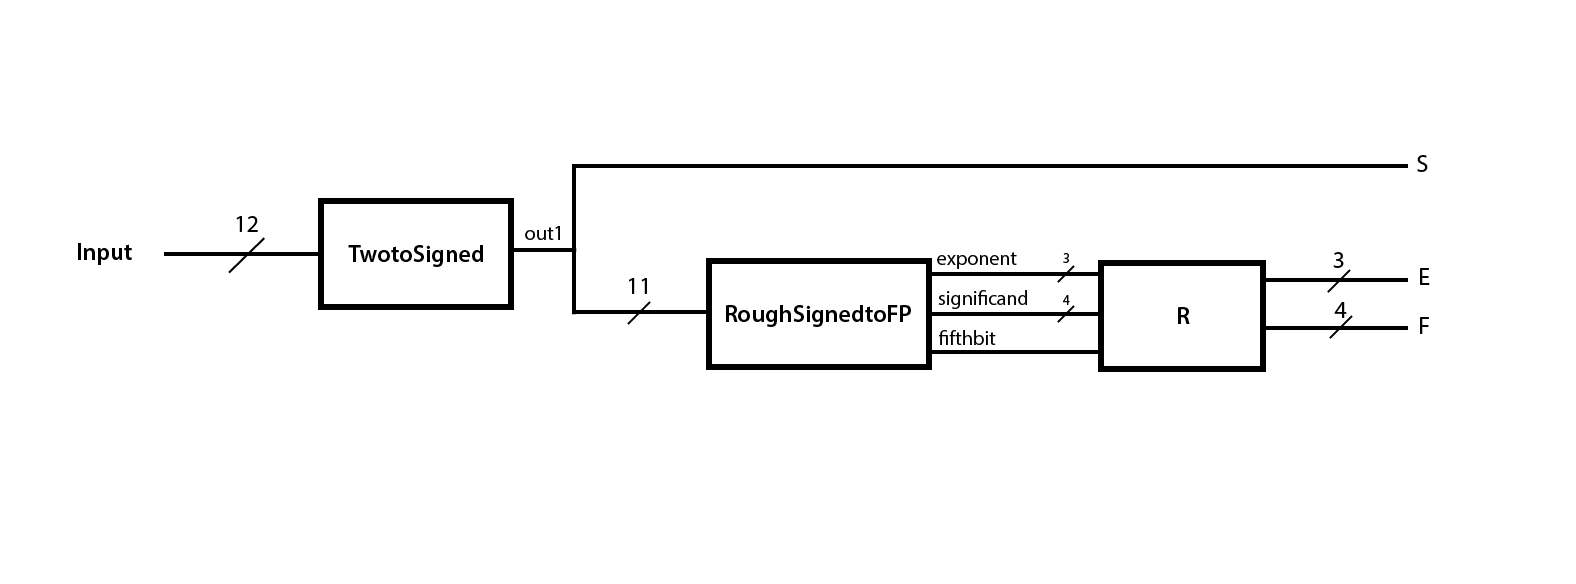 S
12
out1
Input
TwotoSigned
exponent
3
3
E
11
significand
4
RoughSignedtoFP
R
4
F
fifthbit